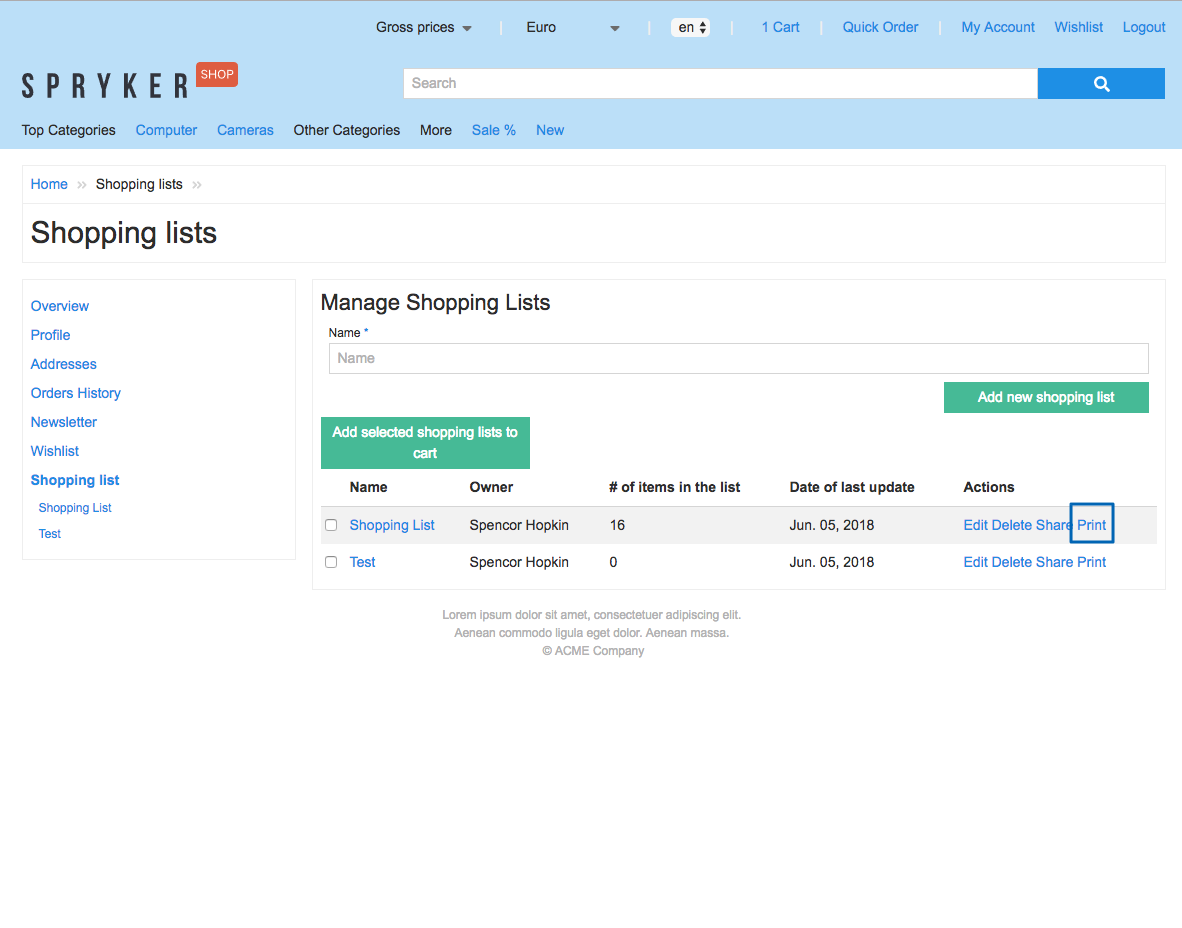 Gross prices | Euro | en | 1 Cart | Quick Order | My Account Wishlist Logout
SPRYKER SHOP
Search
Top Categories Computer Cameras Other Categories More Sale % New
Home » Shopping lists »
Shopping lists
Overview
Profile
Addresses
Orders History
Newsletter
Wishlist
Shopping list
Shopping List
Test
Manage Shopping Lists
Name *
Name
Add new shopping list
Add selected shopping lists to
cart
Name Owner # of items in the list Date of last update Actions
Shopping List Spencor Hopkin 16 Jun. 05, 2018 Edit Delete Share Print
Test Spencor Hopkin 0 Jun. 05, 2018 Edit Delete Share Print
Lorem ipsum dolor sit amet, consectetuer adipiscing elit.
Aenean commodo ligula eget dolor. Aenean massa.
© ACME Company